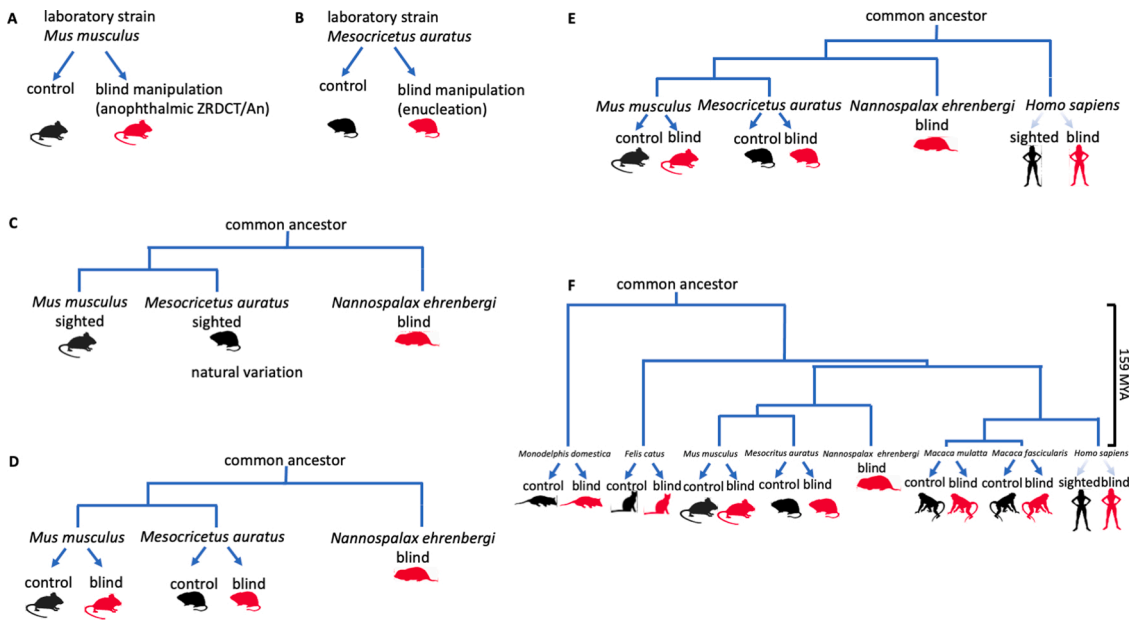 A
laboratory strain
Mus musculus
control
blind manipulation
(anophthalmic ZRDCT/An)
B
laboratory strain
Mesocricetus auratus
control
blind manipulation
(enucleation)
C
common ancestor
Mus musculus
sighted
Mesocricetus auratus
sighted
Nannospalax ehrenbergi
blind
natural variation
D
common ancestor
Mus musculus
control
blind
Mesocricetus auratus
control
blind
Nannospalax ehrenbergi
blind
E
common ancestor
Mus musculus
control
blind
Mesocricetus auratus
control
blind
Nannospalax ehrenbergi
blind
Homo sapiens
sighted
blind
F
common ancestor
159 MYA
Monodelphis domestica
control
blind
Felis catus
control
blind
Mus musculus
control
blind
Mesocritus auratus
control
blind
Nannospalax ehrenbergi
blind
Macaca mulatta
control
blind
Macaca fascicularis
control
blind
Homo sapiens
sighted
blind